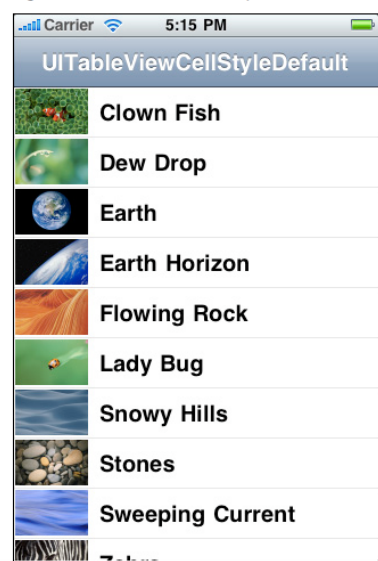 Carrier 5:15 PM
UITableViewCellStyleDefault
Clown Fish
Dew Drop
Earth
Earth Horizon
Flowing Rock
Lady Bug
Snowy Hills
Stones
Sweeping Current
Zebra